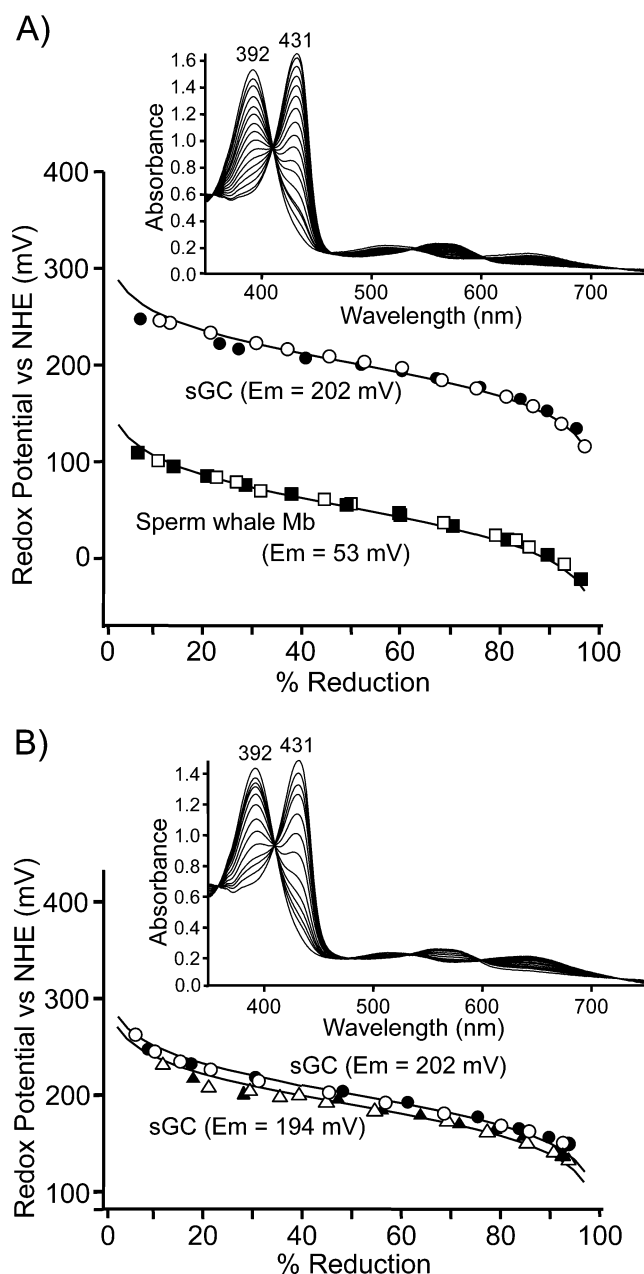 A)
392 431
1.6
1.4
1.2
1.0
0.8
0.6
0.4
0.2
0.0
Absorbance
400 500 600 700
Wavelength (nm)
400
300
200
100
0
Redox Potential vs NHE (mV)
sGC (Em = 202 mV)
Sperm whale Mb
(Em = 53 mV)
0 20 40 60 80 100
% Reduction
B)
392 431
1.4
1.2
1.0
0.8
0.6
0.4
0.2
0.0
Absorbance
400 500 600 700
Wavelength (nm)
400
300
200
100
Redox Potential vs NHE (mV)
sGC (Em = 202 mV)
sGC (Em = 194 mV)
0 20 40 60 80 100
% Reduction